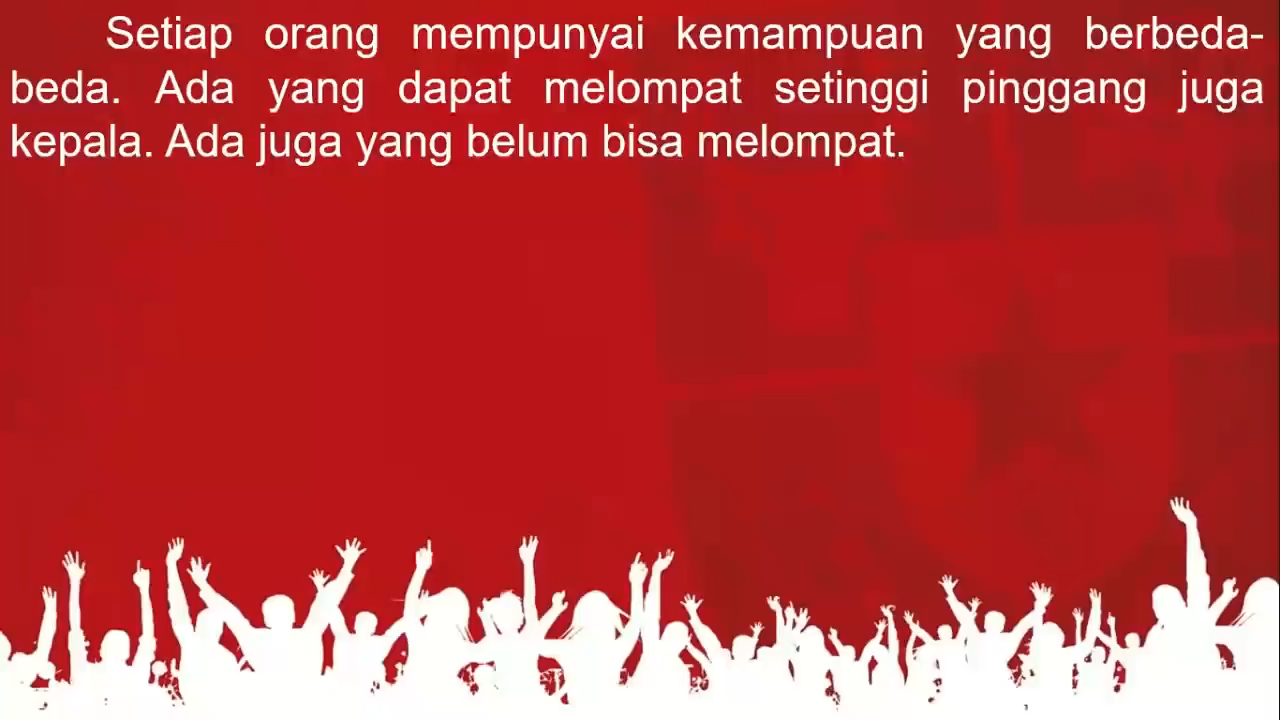 Setiap orang mempunyai kemampuan yang berbeda-
beda. Ada yang dapat melompat setinggi pinggang juga
kepala. Ada juga yang belum bisa melompat.